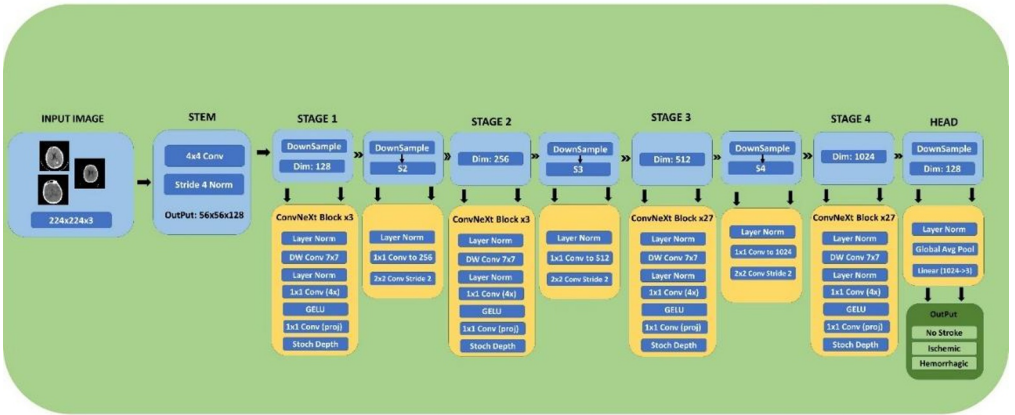 INPUT IMAGE
224x224x3
STEM
4x4 Conv
Stride 4 Norm
OutPut: 56x56x128
STAGE 1
DownSample
Dim: 128
ConvNeXt Block x3
Layer Norm
DW Conv 7x7
Layer Norm
1x1 Conv (4x)
GELU
1x1 Conv (proj)
Stoch Depth
DownSample
S2
Layer Norm
1x1 Conv to 256
2x2 Conv Stride 2
STAGE 2
Dim: 256
ConvNeXt Block x3
Layer Norm
DW Conv 7x7
Layer Norm
1x1 Conv (4x)
GELU
1x1 Conv (proj)
Stoch Depth
DownSample
S3
Layer Norm
1x1 Conv to 512
2x2 Conv Stride 2
STAGE 3
Dim: 512
ConvNeXt Block x27
Layer Norm
DW Conv 7x7
Layer Norm
1x1 Conv (4x)
GELU
1x1 Conv (proj)
Stoch Depth
DownSample
S4
Layer Norm
1x1 Conv to 1024
2x2 Conv Stride 2
STAGE 4
Dim: 1024
ConvNeXt Block x27
Layer Norm
DW Conv 7x7
Layer Norm
1x1 Conv (4x)
GELU
1x1 Conv (proj)
Stoch Depth
HEAD
DownSample
Dim: 128
Layer Norm
Global Avg Pool
Linear (1024->3)
OutPut
No Stroke
Ischemic
Hemorrhagic